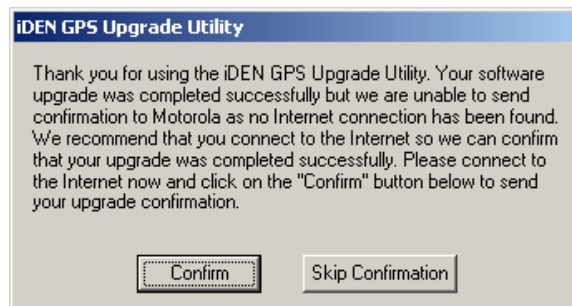 iDEN GPS Upgrade Utility
Thank you for using the iDEN GPS Upgrade Utility. Your software
upgrade was completed successfully but we are unable to send
confirmation to Motorola as no Internet connection has been found.
We recommend that you connect to the Internet so we can confirm
that your upgrade was completed successfully. Please connect to
the Internet now and click on the "Confirm" button below to send
your upgrade confirmation.
Confirm
Skip Confirmation